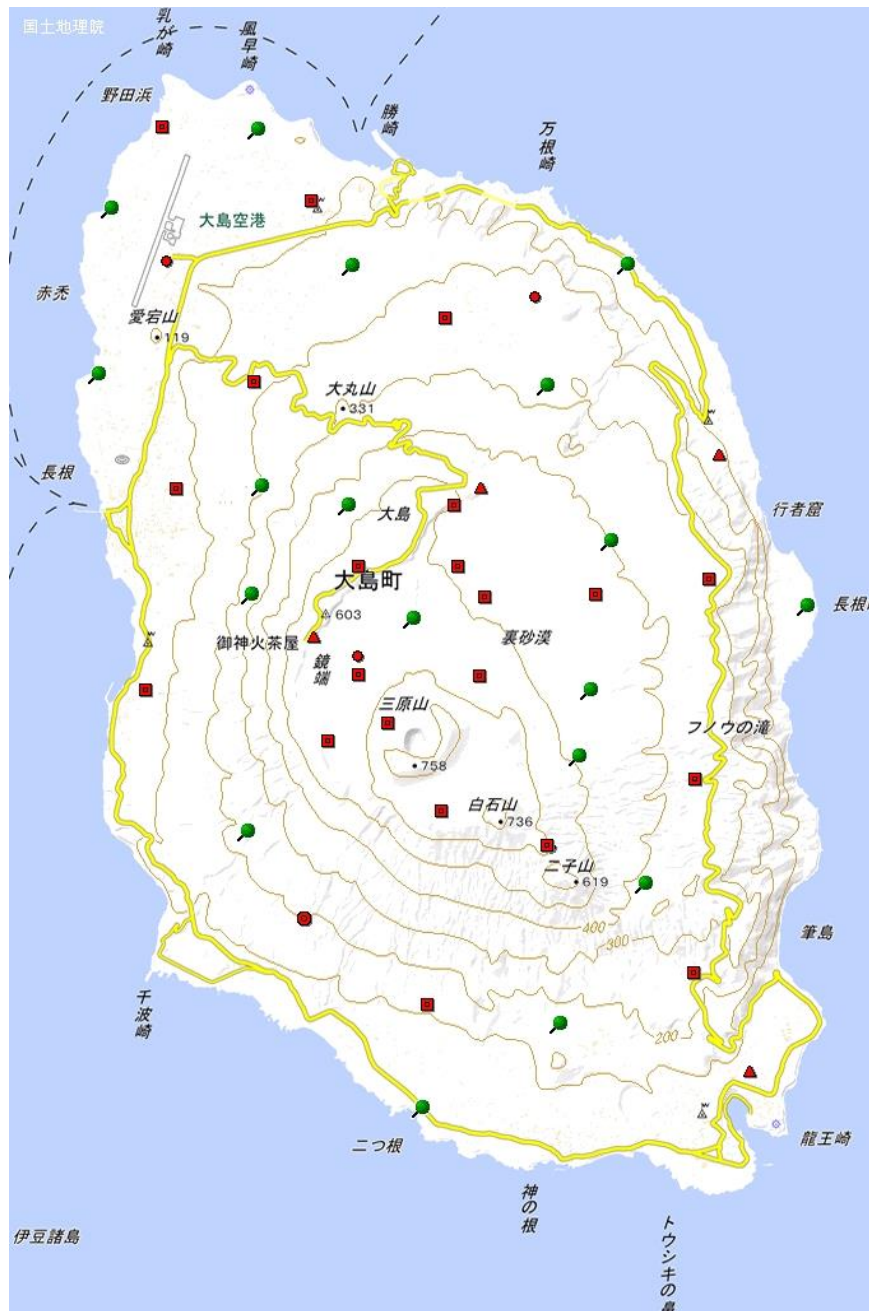 国土地理院
乳が崎
風早崎
野田浜
勝崎
万根崎
大島空港
赤禿
愛宕山
119
大丸山
331
長根
大島
行者窟
大島町
603
長根
御神火茶屋
裏砂漠
鏡端
三原山
フノウの滝
758
白石山
736
二子山
619
400
300
筆島
千波崎
200
二つ根
龍王崎
神の根
伊豆諸島
トウシキの鼻